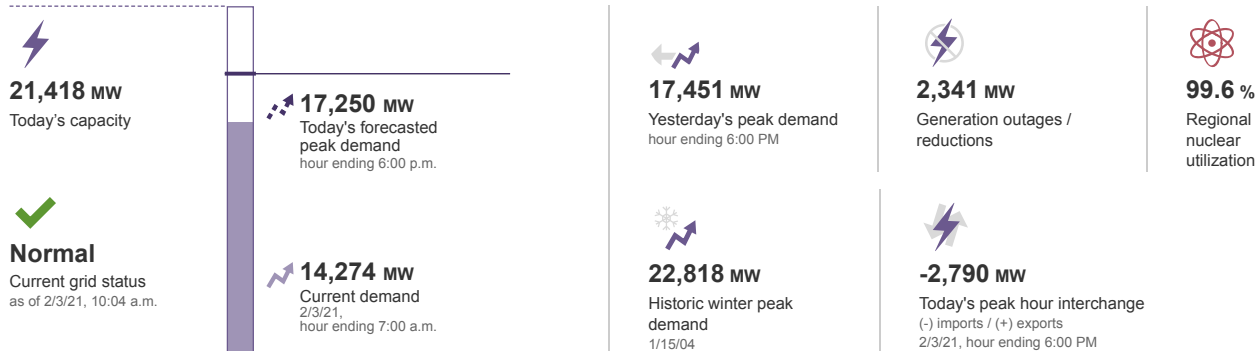 21,418 MW
Today's capacity
Normal
Current grid status
as of 2/3/21, 10:04 a.m.
17,250 MW
Today's forecasted
peak demand
hour ending 6:00 p.m.
14,274 MW
Current demand
2/3/21,
hour ending 7:00 a.m.
17,451 MW
Yesterday's peak demand
hour ending 6:00 PM
2,341 MW
Generation outages /
reductions
99.6 %
Regional
nuclear
utilization
22,818 MW
Historic winter peak
demand
1/15/04
-2,790 MW
Today's peak hour interchange
(-) imports / (+) exports
2/3/21, hour ending 6:00 PM